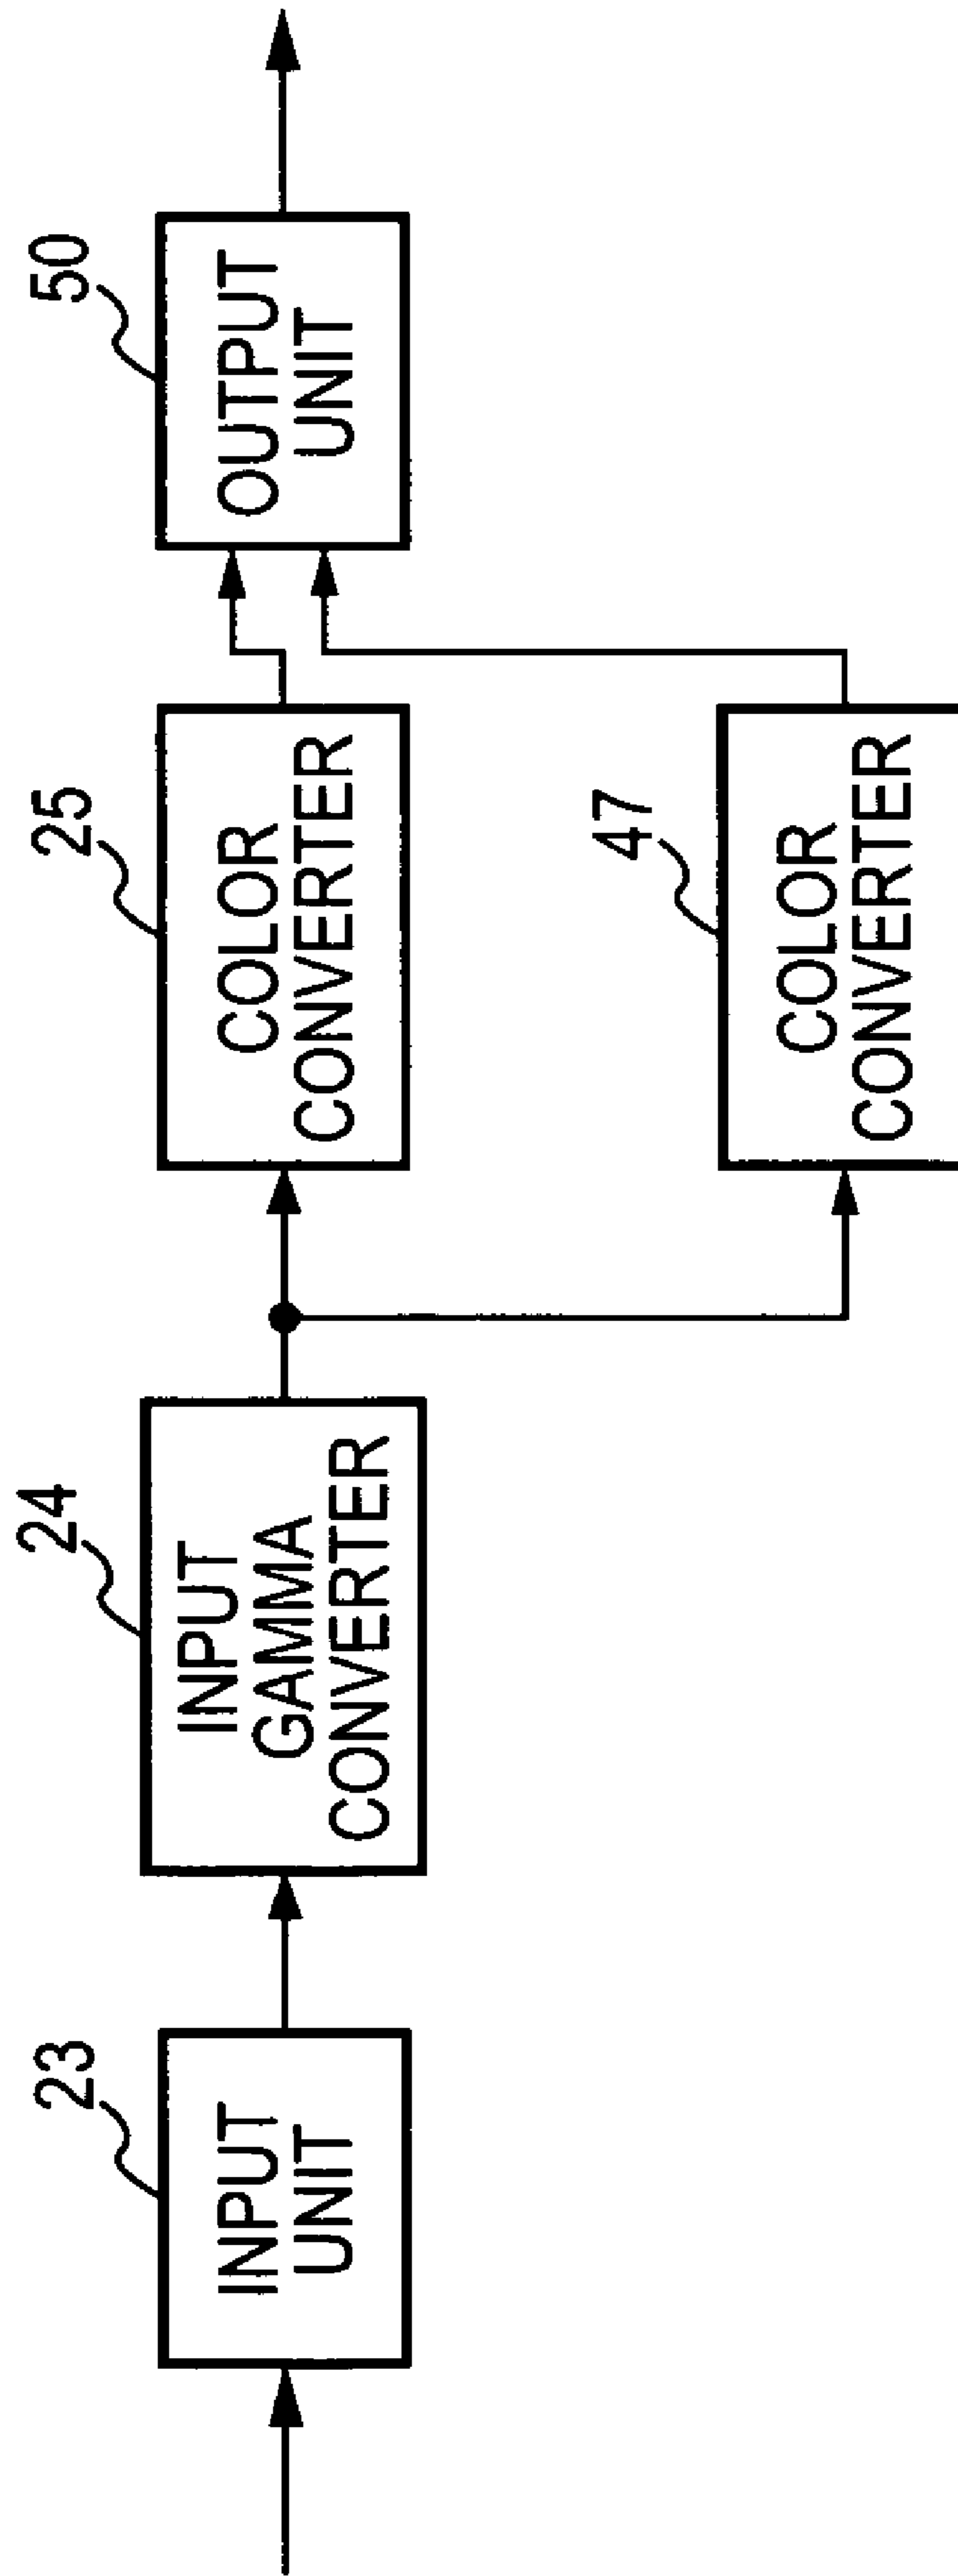 23
INPUT
UNIT
24
INPUT
GAMMA
CONVERTER
25
COLOR
CONVERTER
47
COLOR
CONVERTER
50
OUTPUT
UNIT